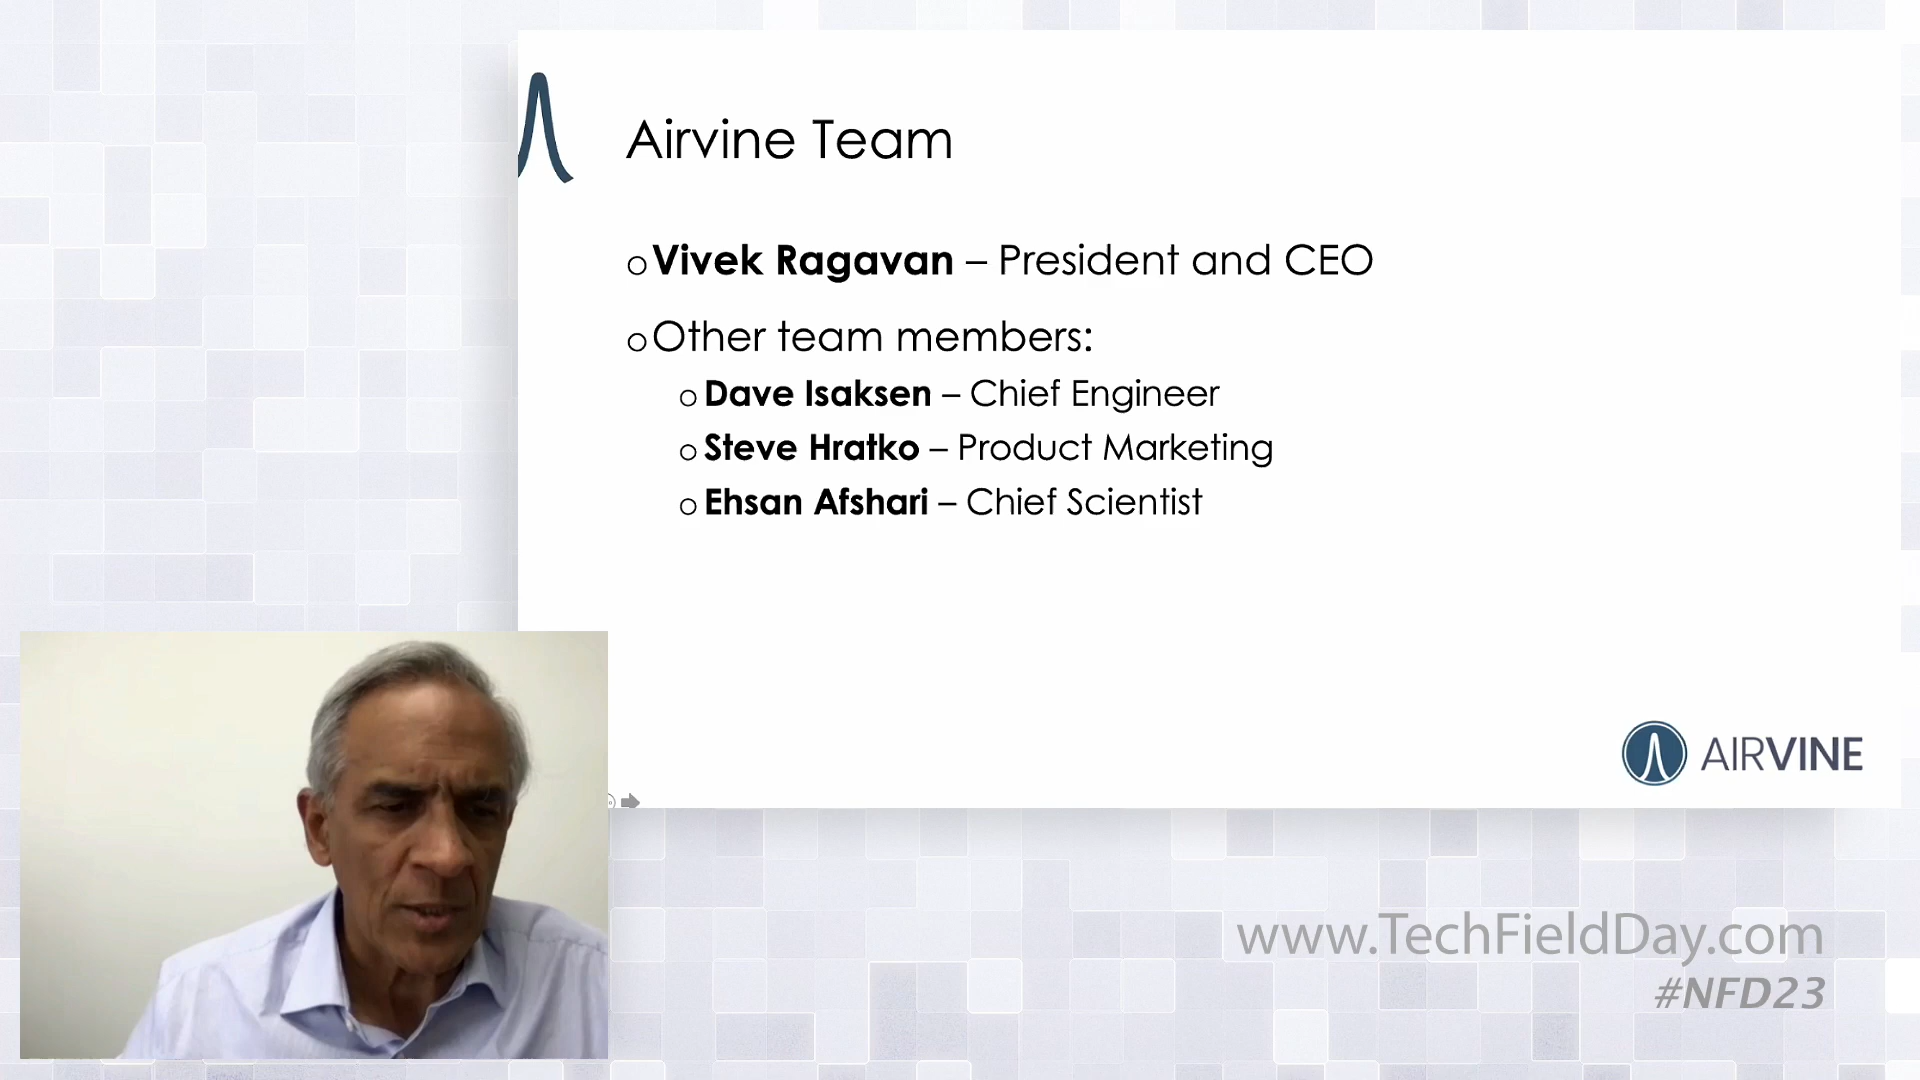 Airvine Team
Vivek Ragavan – President and CEO
Other team members:
Dave Isaksen – Chief Engineer
Steve Hratko – Product Marketing
Ehsan Afshari – Chief Scientist
AIRVINE
www.TechFieldDay.com
#NFD23